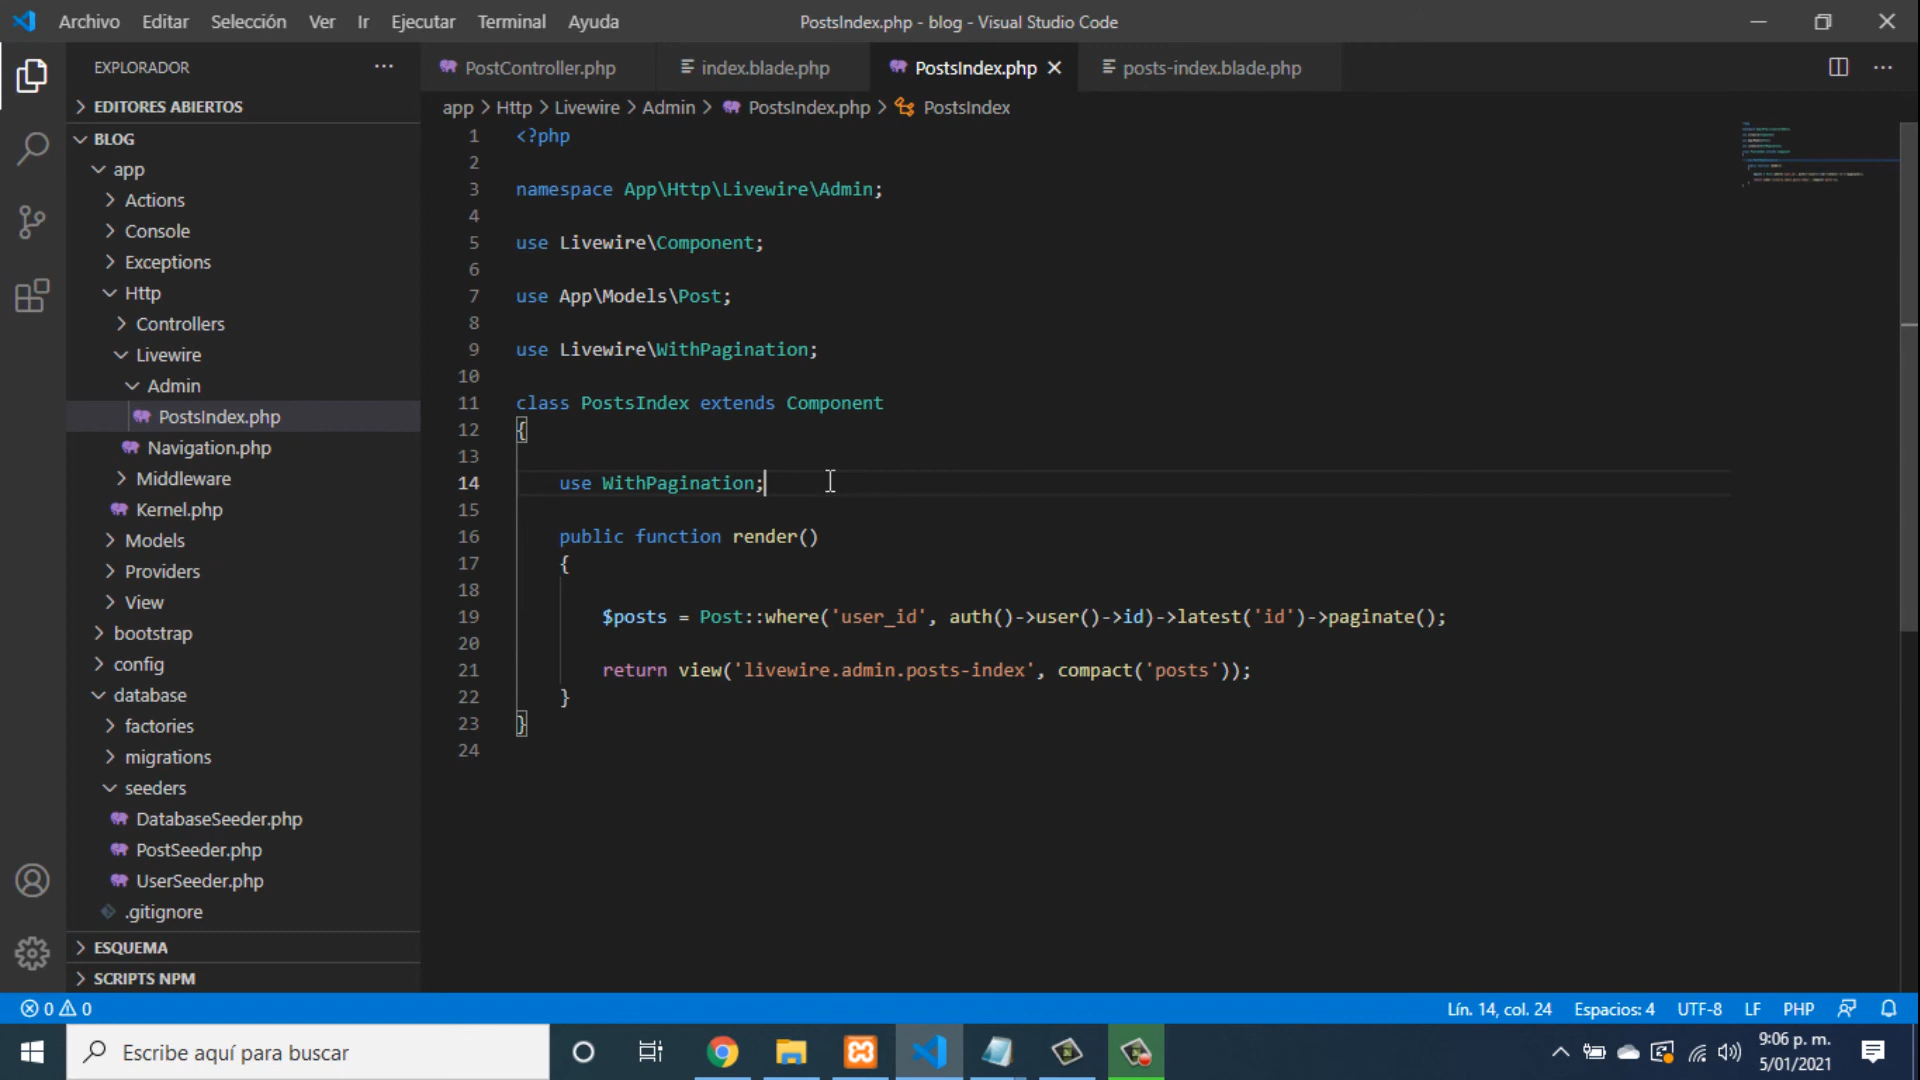 Archivo Editar Selección Ver Ir Ejecutar Terminal Ayuda
PostsIndex.php - blog - Visual Studio Code
EXPLORADOR
EDITORES ABIERTOS
BLOG
app
Actions
Console
Exceptions
Http
Controllers
Livewire
Admin
PostsIndex.php
Navigation.php
Middleware
Kernel.php
Models
Providers
View
bootstrap
config
database
factories
migrations
seeders
DatabaseSeeder.php
PostSeeder.php
UserSeeder.php
.gitignore
ESQUEMA
SCRIPTS NPM
PostController.php index.blade.php PostsIndex.php posts-index.blade.php
app > Http > Livewire > Admin > PostsIndex.php > PostsIndex
1 <?php
2
3 namespace App\Http\Livewire\Admin;
4
5 use Livewire\Component;
6
7 use App\Models\Post;
8
9 use Livewire\WithPagination;
10
11 class PostsIndex extends Component
12 {
13
14 use WithPagination;
15
16 public function render()
17 {
18
19 $posts = Post::where('user_id', auth()->user()->id)->latest('id')->paginate();
20
21 return view('livewire.admin.posts-index', compact('posts'));
22 }
23 }
24
0 0 Lín. 14, col. 24 Espacios: 4 UTF-8 LF PHP
Escribe aquí para buscar
9:06 p. m.
5/01/2021